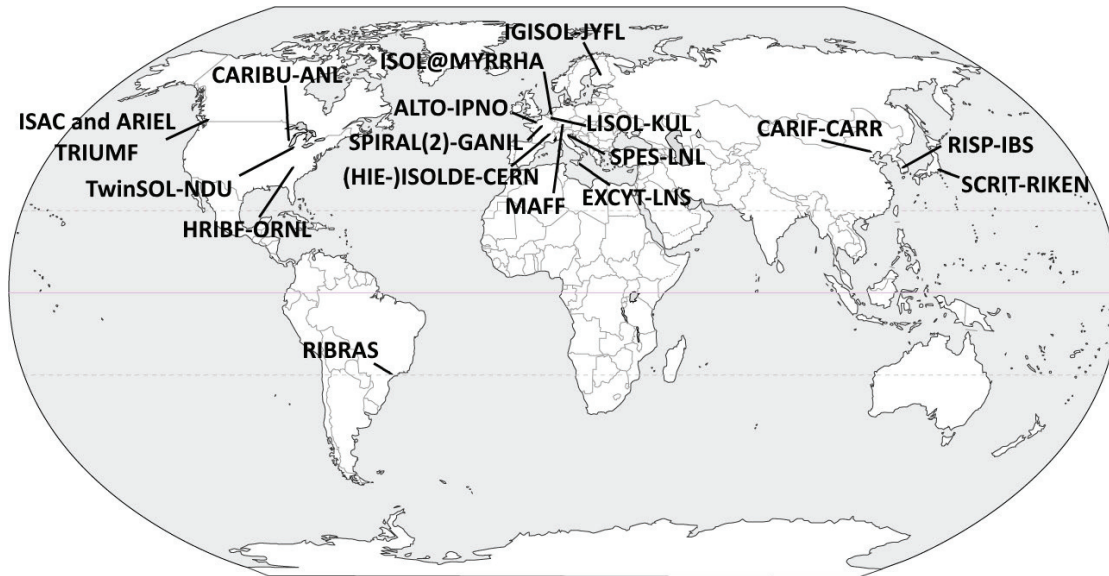 IGISOL-JYFL
ISOL@MYRRHA
CARIBU-ANL
ALTO-IPNO
ISAC and ARIEL
TRIUMF
LISOL-KUL
CARIF-CARR
SPIRAL(2)-GANIL
RISP-IBS
SPES-LNL
(HIE-)ISOLDE-CERN
SCRIT-RIKEN
TwinSOL-NDU
EXCYT-LNS
MAFF
HRIBF-ORNL
RIBRAS